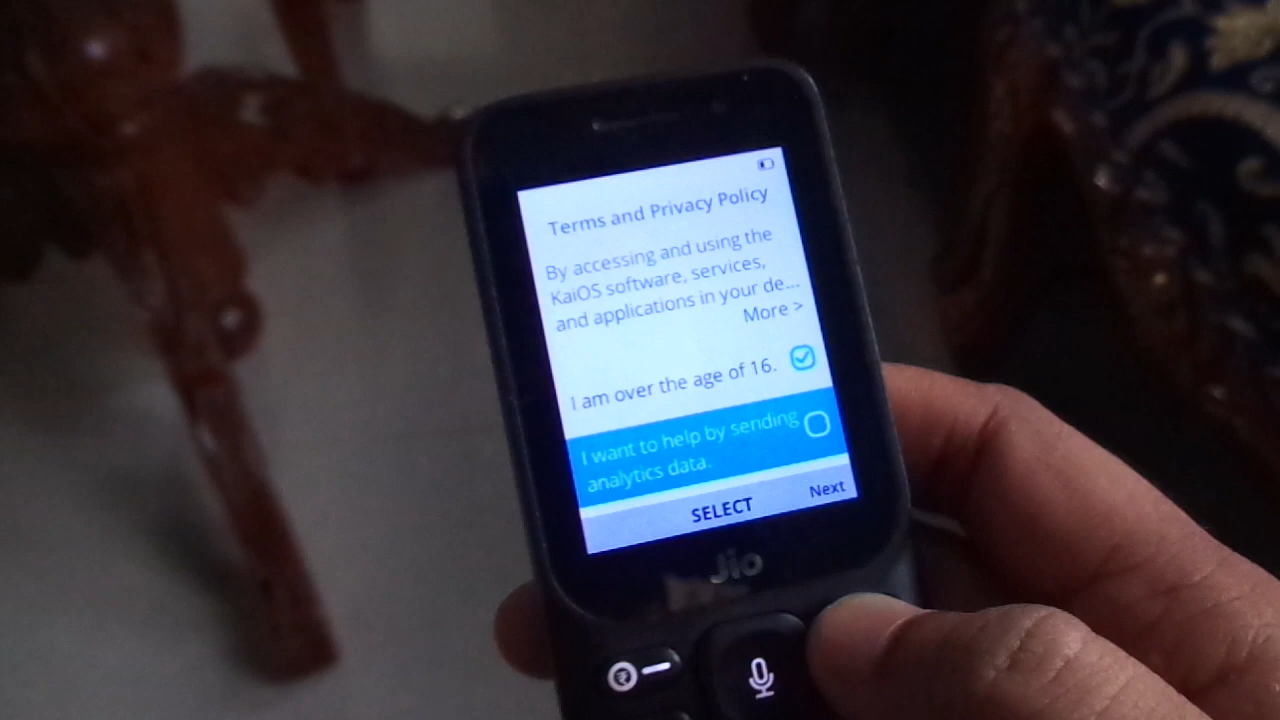 Terms and Privacy Policy
By accessing and using the
KaiOS software, services,
and applications in your de...
More >
I am over the age of 16.
I want to help by sending
analytics data.
SELECT
Next
Jio
₹